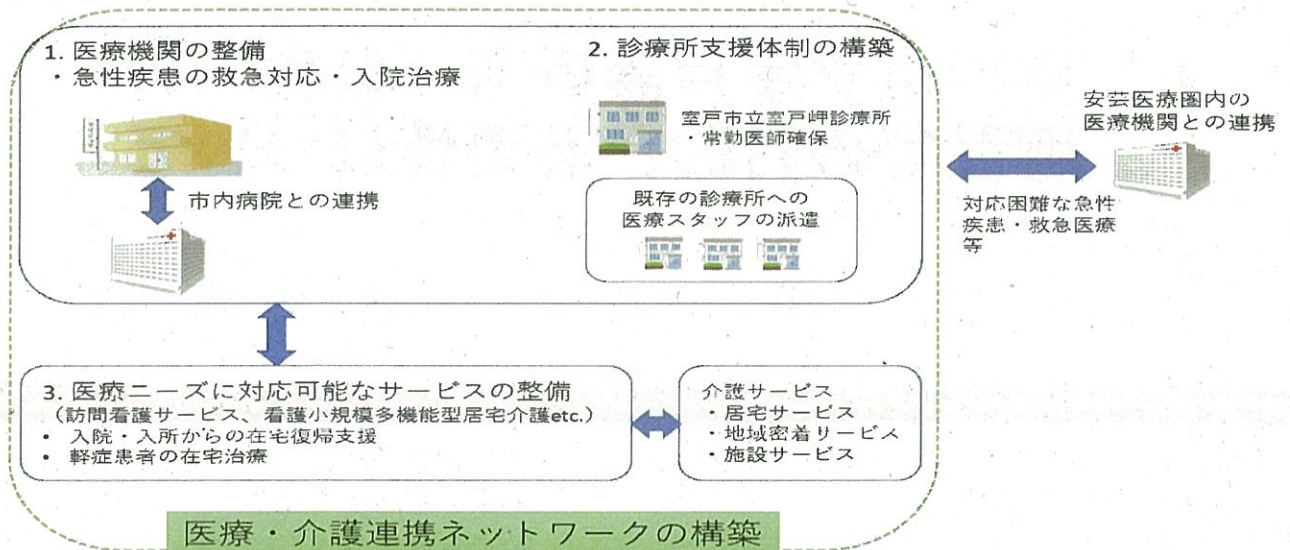 1. 医療機関の整備
・急性疾患の救急対応・入院治療
市内病院との連携
2. 診療所支援体制の構築
室戸市立室戸岬診療所
・常勤医師確保
既存の診療所への
医療スタッフの派遣
安芸医療圏内の
医療機関との連携
対応困難な急性
疾患・救急医療
等
3. 医療ニーズに対応可能なサービスの整備
（訪問看護サービス、看護小規模多機能型居宅介護etc.）
• 入院・入所からの在宅復帰支援
• 軽症患者の在宅治療
介護サービス
・居宅サービス
・地域密着サービス
・施設サービス
医療・介護連携ネットワークの構築